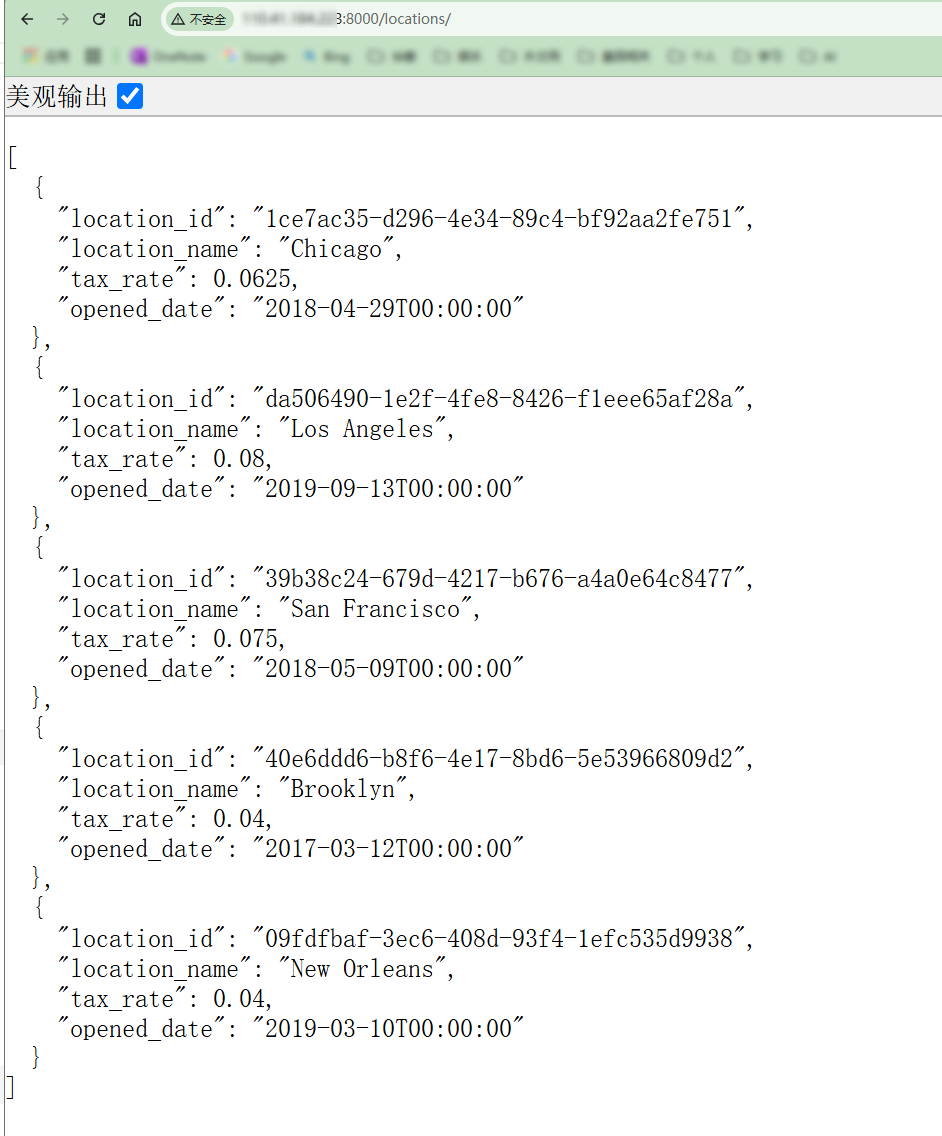 不安全 :8000/locations/
OneNote Google Bing
美观输出
[
  {
    "location_id": "1ce7ac35-d296-4e34-89c4-bf92aa2fe751",
    "location_name": "Chicago",
    "tax_rate": 0.0625,
    "opened_date": "2018-04-29T00:00:00"
  },
  {
    "location_id": "da506490-1e2f-4fe8-8426-f1eee65af28a",
    "location_name": "Los Angeles",
    "tax_rate": 0.08,
    "opened_date": "2019-09-13T00:00:00"
  },
  {
    "location_id": "39b38c24-679d-4217-b676-a4a0e64c8477",
    "location_name": "San Francisco",
    "tax_rate": 0.075,
    "opened_date": "2018-05-09T00:00:00"
  },
  {
    "location_id": "40e6ddd6-b8f6-4e17-8bd6-5e53966809d2",
    "location_name": "Brooklyn",
    "tax_rate": 0.04,
    "opened_date": "2017-03-12T00:00:00"
  },
  {
    "location_id": "09fdfbaf-3ec6-408d-93f4-1efc535d9938",
    "location_name": "New Orleans",
    "tax_rate": 0.04,
    "opened_date": "2019-03-10T00:00:00"
  }
]